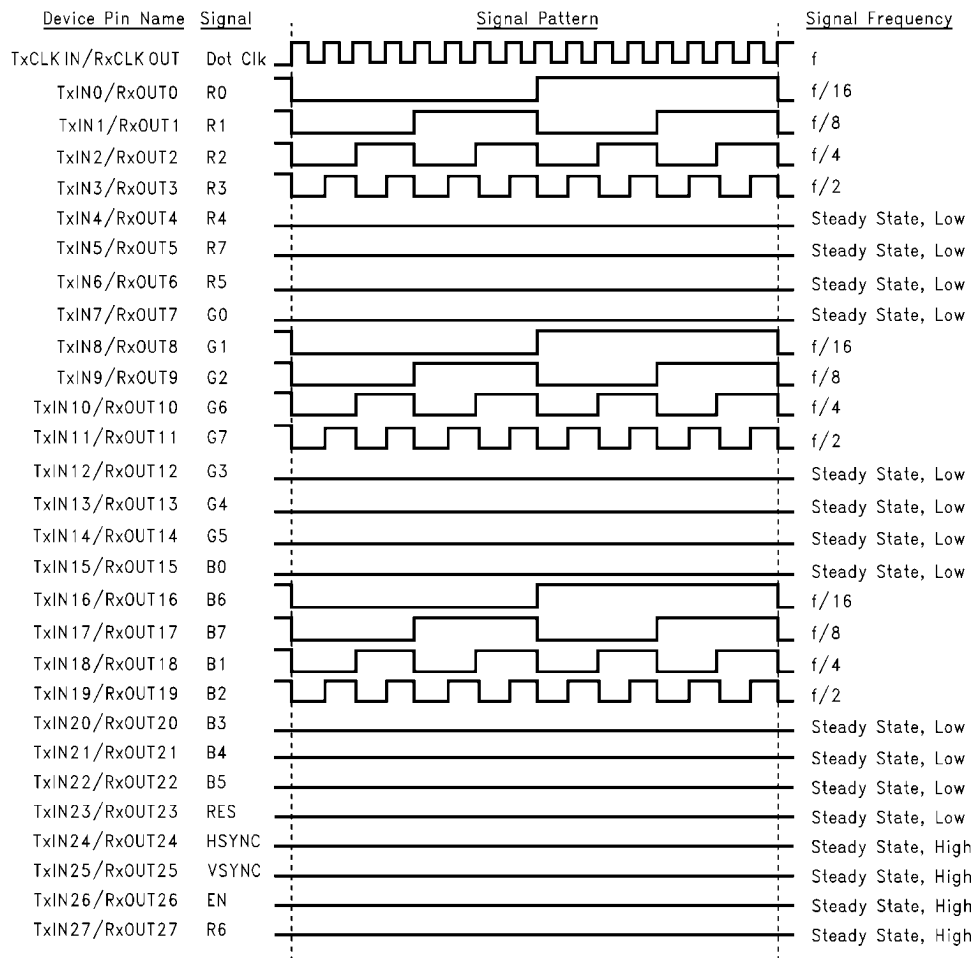 Device Pin Name Signal Signal Pattern Signal Frequency
TxCLK IN/RxCLK OUT Dot Clk f
TxIN0/RxOUT0 R0 f/16
TxIN1/RxOUT1 R1 f/8
TxIN2/RxOUT2 R2 f/4
TxIN3/RxOUT3 R3 f/2
TxIN4/RxOUT4 R4 Steady State, Low
TxIN5/RxOUT5 R7 Steady State, Low
TxIN6/RxOUT6 R5 Steady State, Low
TxIN7/RxOUT7 G0 Steady State, Low
TxIN8/RxOUT8 G1 f/16
TxIN9/RxOUT9 G2 f/8
TxIN10/RxOUT10 G6 f/4
TxIN11/RxOUT11 G7 f/2
TxIN12/RxOUT12 G3 Steady State, Low
TxIN13/RxOUT13 G4 Steady State, Low
TxIN14/RxOUT14 G5 Steady State, Low
TxIN15/RxOUT15 B0 Steady State, Low
TxIN16/RxOUT16 B6 f/16
TxIN17/RxOUT17 B7 f/8
TxIN18/RxOUT18 B1 f/4
TxIN19/RxOUT19 B2 f/2
TxIN20/RxOUT20 B3 Steady State, Low
TxIN21/RxOUT21 B4 Steady State, Low
TxIN22/RxOUT22 B5 Steady State, Low
TxIN23/RxOUT23 RES Steady State, Low
TxIN24/RxOUT24 HSYNC Steady State, High
TxIN25/RxOUT25 VSYNC Steady State, High
TxIN26/RxOUT26 EN Steady State, High
TxIN27/RxOUT27 R6 Steady State, High